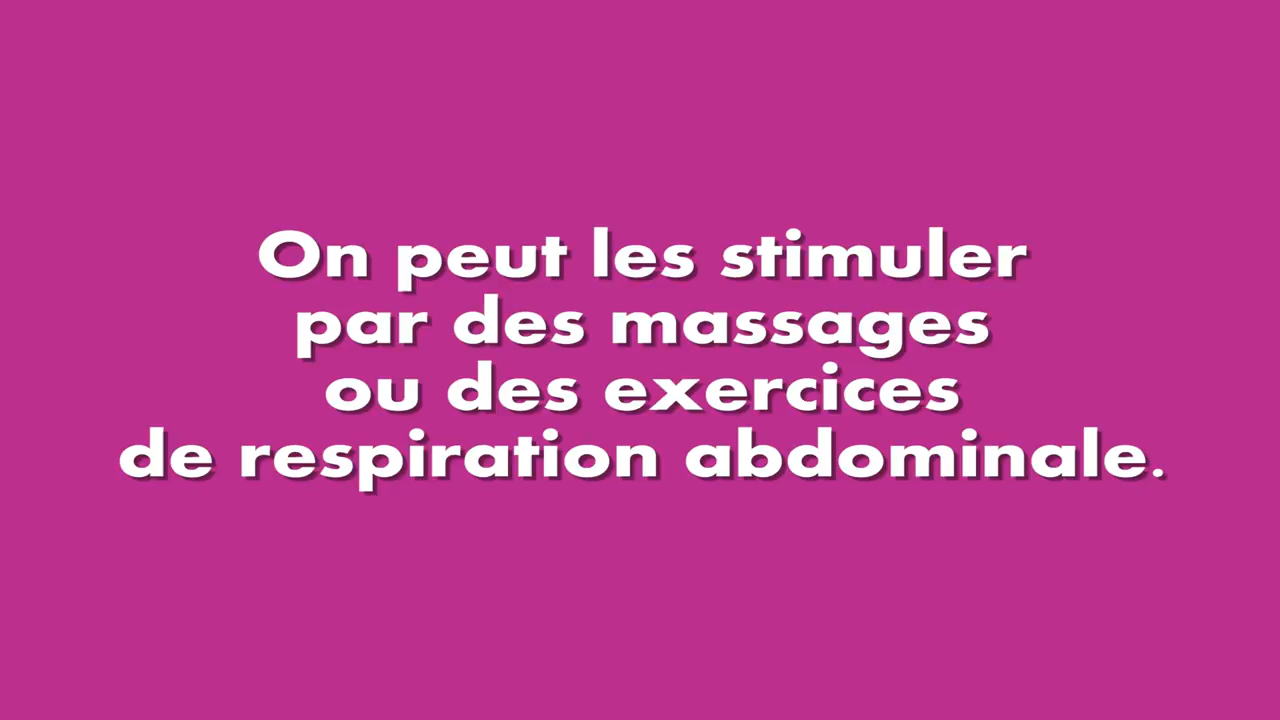 On peut les stimuler
par des massages
ou des exercices
de respiration abdominale.